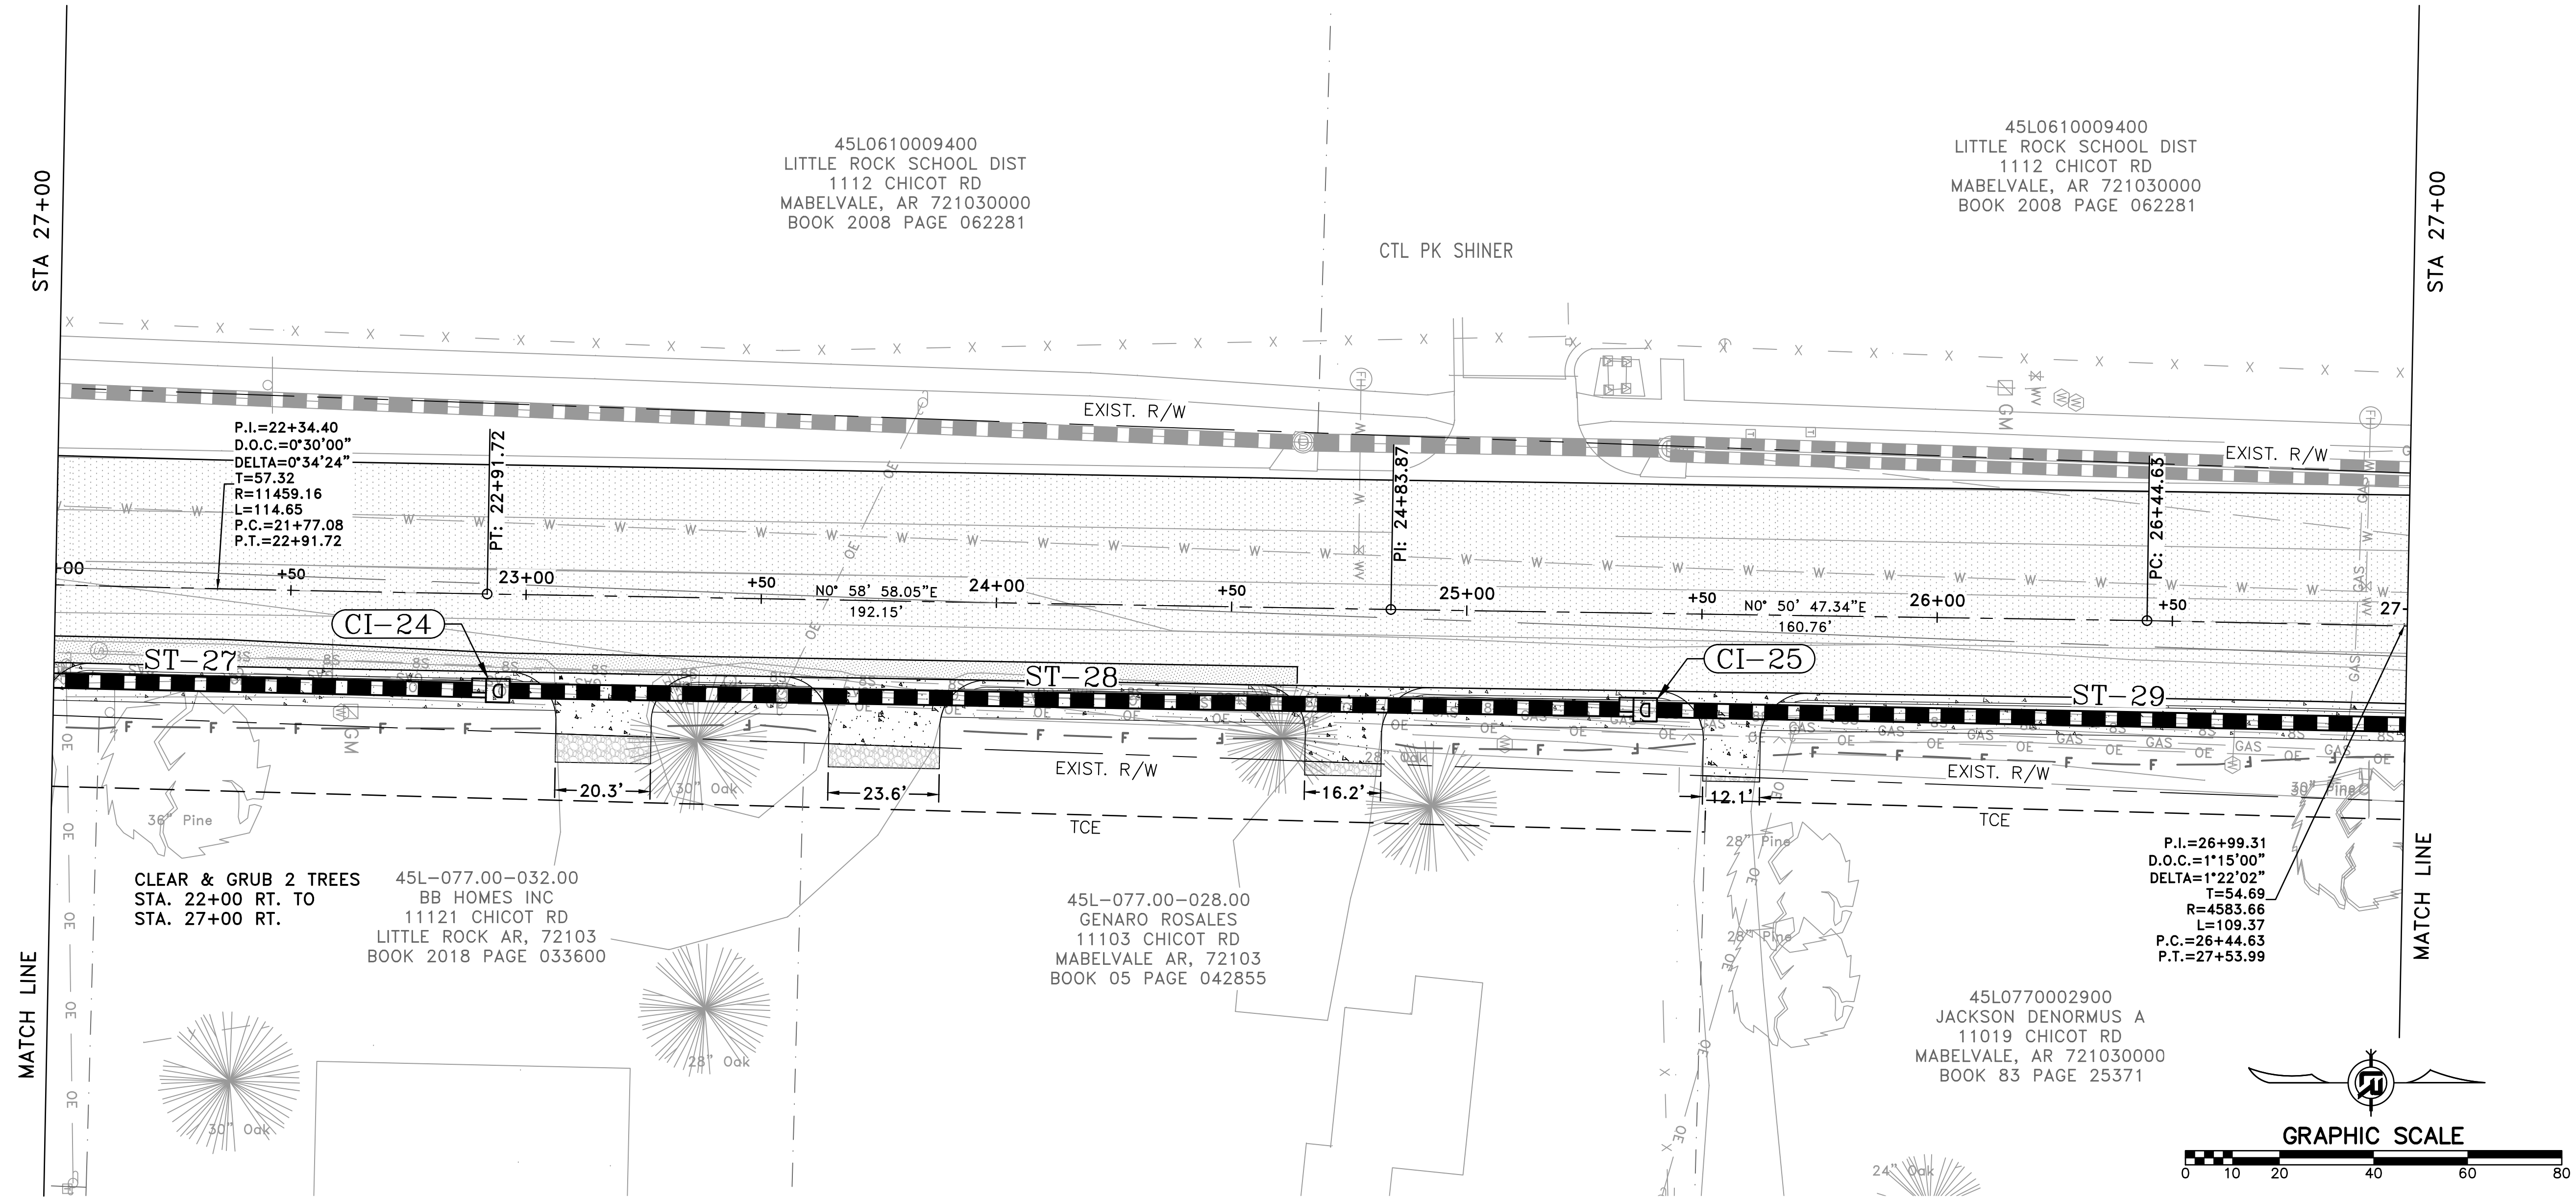 45L0610009400
LITTLE ROCK SCHOOL DIST
1112 CHICOT RD
MABELVALE, AR 721030000
BOOK 2008 PAGE 062281
45L0610009400
LITTLE ROCK SCHOOL DIST
1112 CHICOT RD
MABELVALE, AR 721030000
BOOK 2008 PAGE 062281
STA 27+00
STA 27+00
CTL PK SHINER
EXIST. R/W
EXIST. R/W
FH
FH
GM
WV
WV
WV
P.I.=22+34.40
D.O.C.=0°30'00"
DELTA=0°34'24"
T=57.32
R=11459.16
L=114.65
P.C.=21+77.08
P.T.=22+91.72
PT: 22+91.72
PI: 24+83.87
PC: 26+44.63
+00
+50
23+00
+50
N0° 58' 58.05"E
192.15'
24+00
+50
25+00
+50
N0° 50' 47.34"E
160.76'
26+00
+50
27-
CI-24
CI-25
ST-27
ST-28
ST-29
GM
20.3'
23.6'
16.2'
12.1'
EXIST. R/W
EXIST. R/W
TCE
TCE
30" Oak
28" Oak
36" Pine
30" Pine
28" Pine
28" Pine
28" Oak
30" Oak
24" Oak
CLEAR & GRUB 2 TREES
STA. 22+00 RT. TO
STA. 27+00 RT.
45L-077.00-032.00
BB HOMES INC
11121 CHICOT RD
LITTLE ROCK AR, 72103
BOOK 2018 PAGE 033600
45L-077.00-028.00
GENARO ROSALES
11103 CHICOT RD
MABELVALE AR, 72103
BOOK 05 PAGE 042855
P.I.=26+99.31
D.O.C.=1°15'00"
DELTA=1°22'02"
T=54.69
R=4583.66
L=109.37
P.C.=26+44.63
P.T.=27+53.99
45L0770002900
JACKSON DENORMUS A
11019 CHICOT RD
MABELVALE, AR 721030000
BOOK 83 PAGE 25371
MATCH LINE
MATCH LINE
GRAPHIC SCALE
0 10 20 40 60 80